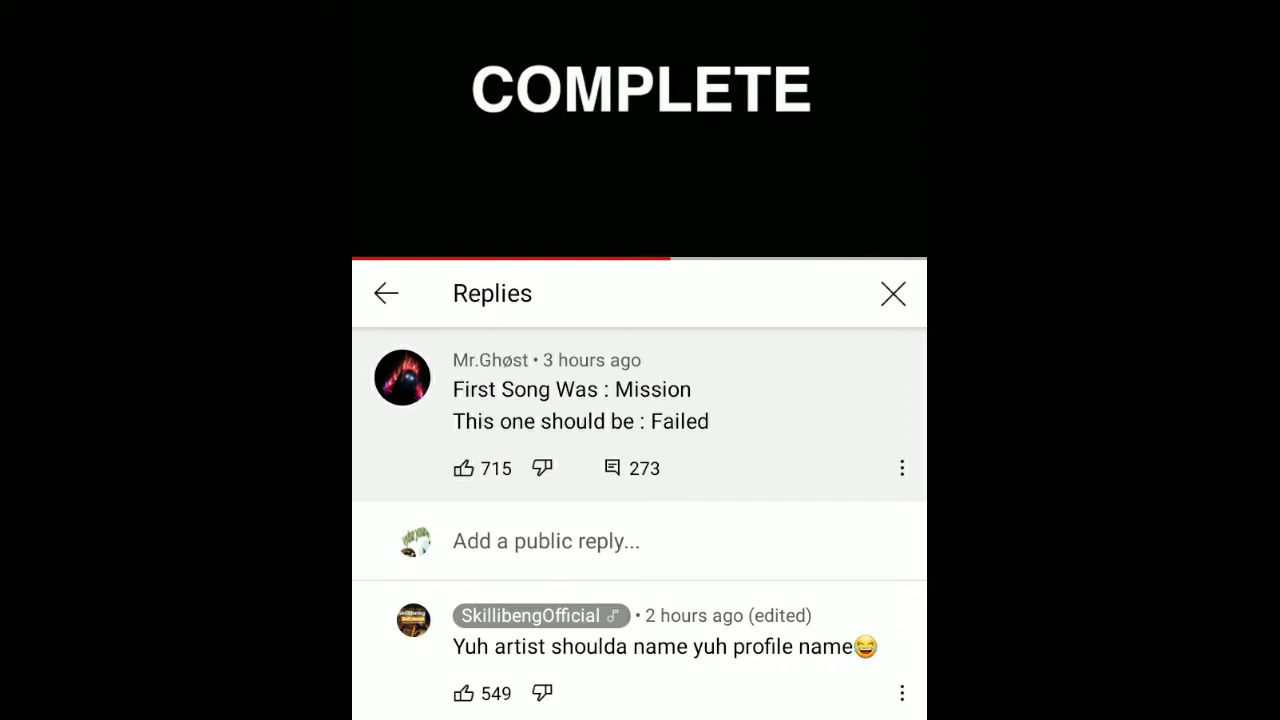 COMPLETE
Replies
Mr.Ghøst • 3 hours ago
First Song Was : Mission
This one should be : Failed
715 273
Add a public reply...
SkillibengOfficial • 2 hours ago (edited)
Yuh artist shoulda name yuh profile name😂
549